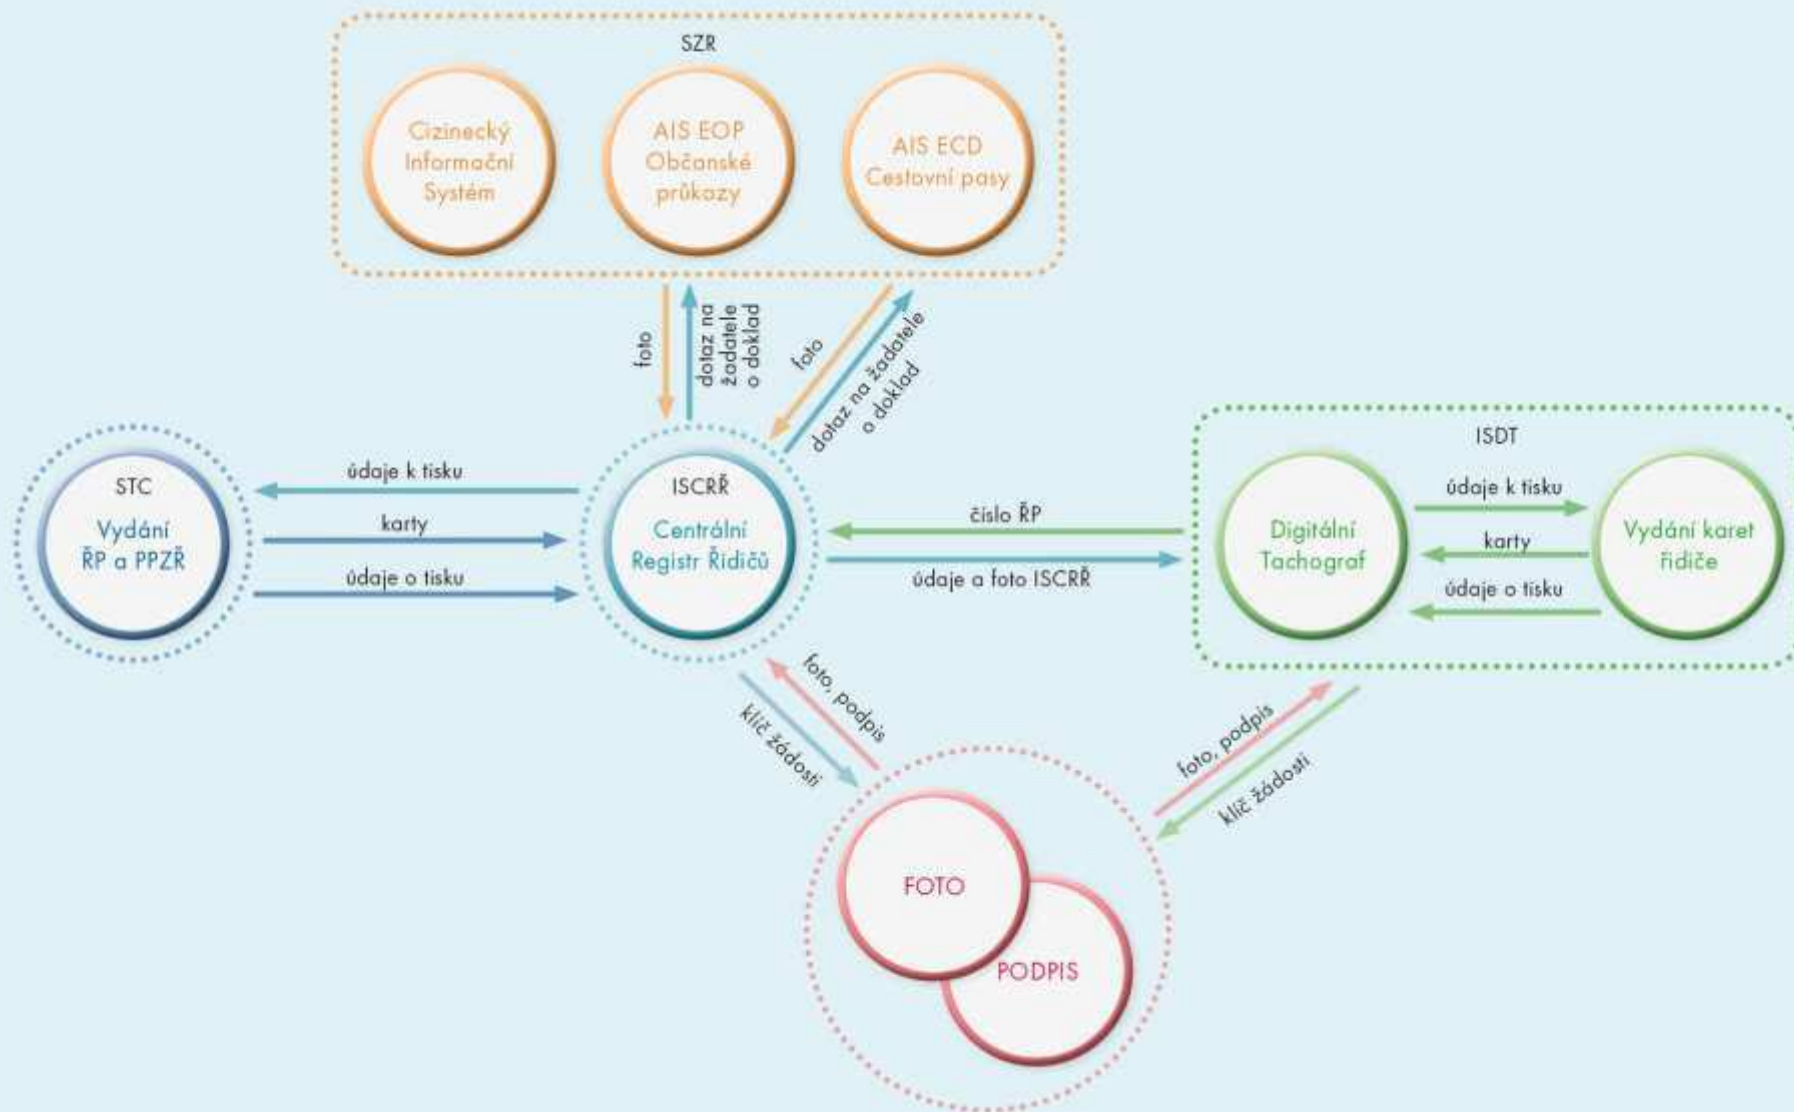 SZR
Cizinecký
Informační
Systém
AIS EOP
Občanské
průkazy
AIS ECD
Cestovní pasy
foto
dotaz na
žadatele
o doklad
foto
dotaz na žadatele
o doklad
STC
Vydání
ŘP a PPZŘ
údaje k tisku
karty
údaje o tisku
ISCRŘ
Centrální
Registr Řidičů
číslo ŘP
údaje a foto ISCRŘ
ISDT
Digitální
Tachograf
údaje k tisku
karty
údaje o tisku
Vydání karet
řidiče
foto, podpis
klíč žádosti
foto, podpis
klíč žádosti
FOTO
PODPIS